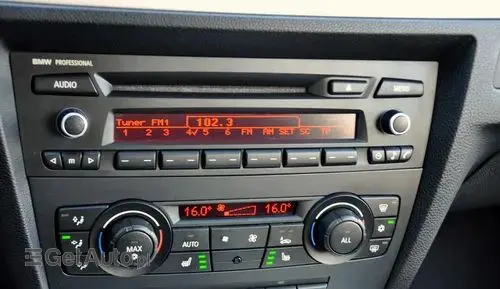 BMW PROFESSIONAL
AUDIO
MENU
Tuner FM1 102.3
1 2 3 4/ 5 6 FM AM SET SC TP
m
16.0° 16.0°
AUTO
MAX
ALL
GetAuto